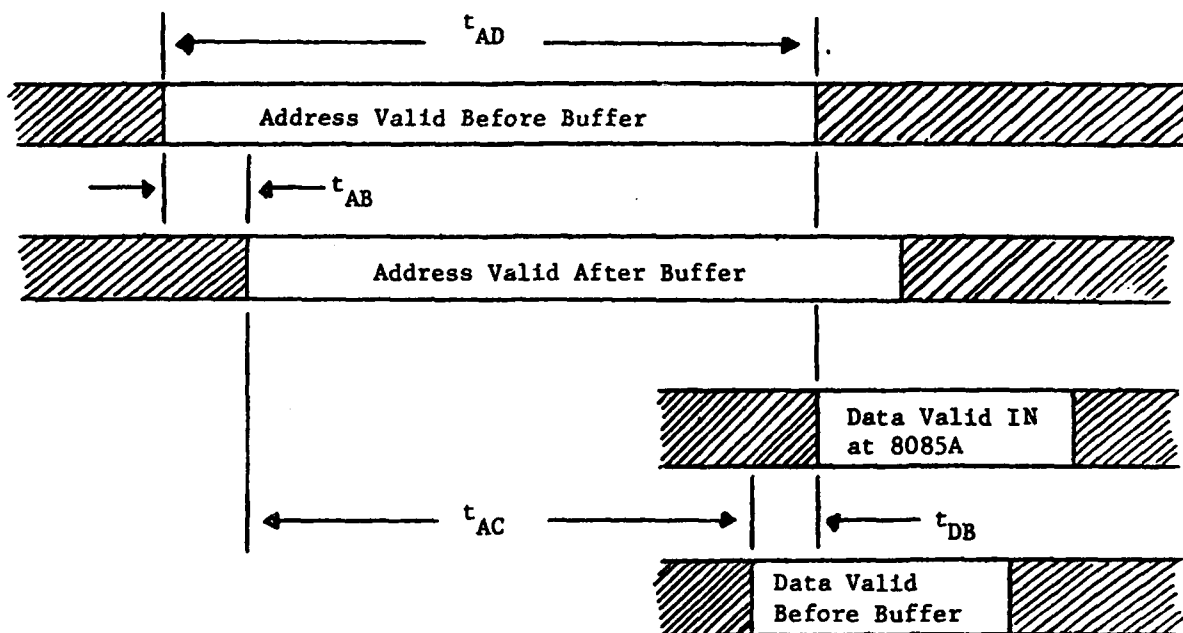 tAD
Address Valid Before Buffer
tAB
Address Valid After Buffer
Data Valid IN
at 8085A
tAC
tDB
Data Valid
Before Buffer